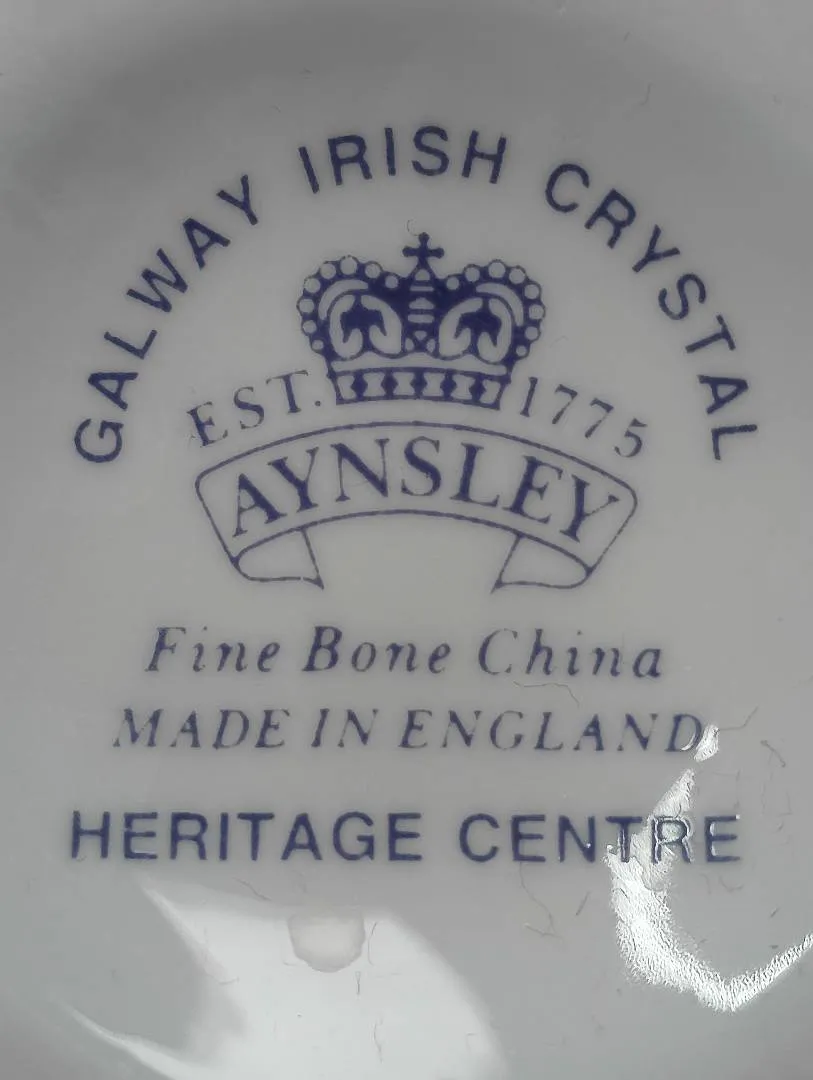 GALWAY IRISH CRYSTAL
EST. 1775
AYNSLEY
Fine Bone China
MADE IN ENGLAND
HERITAGE CENTRE